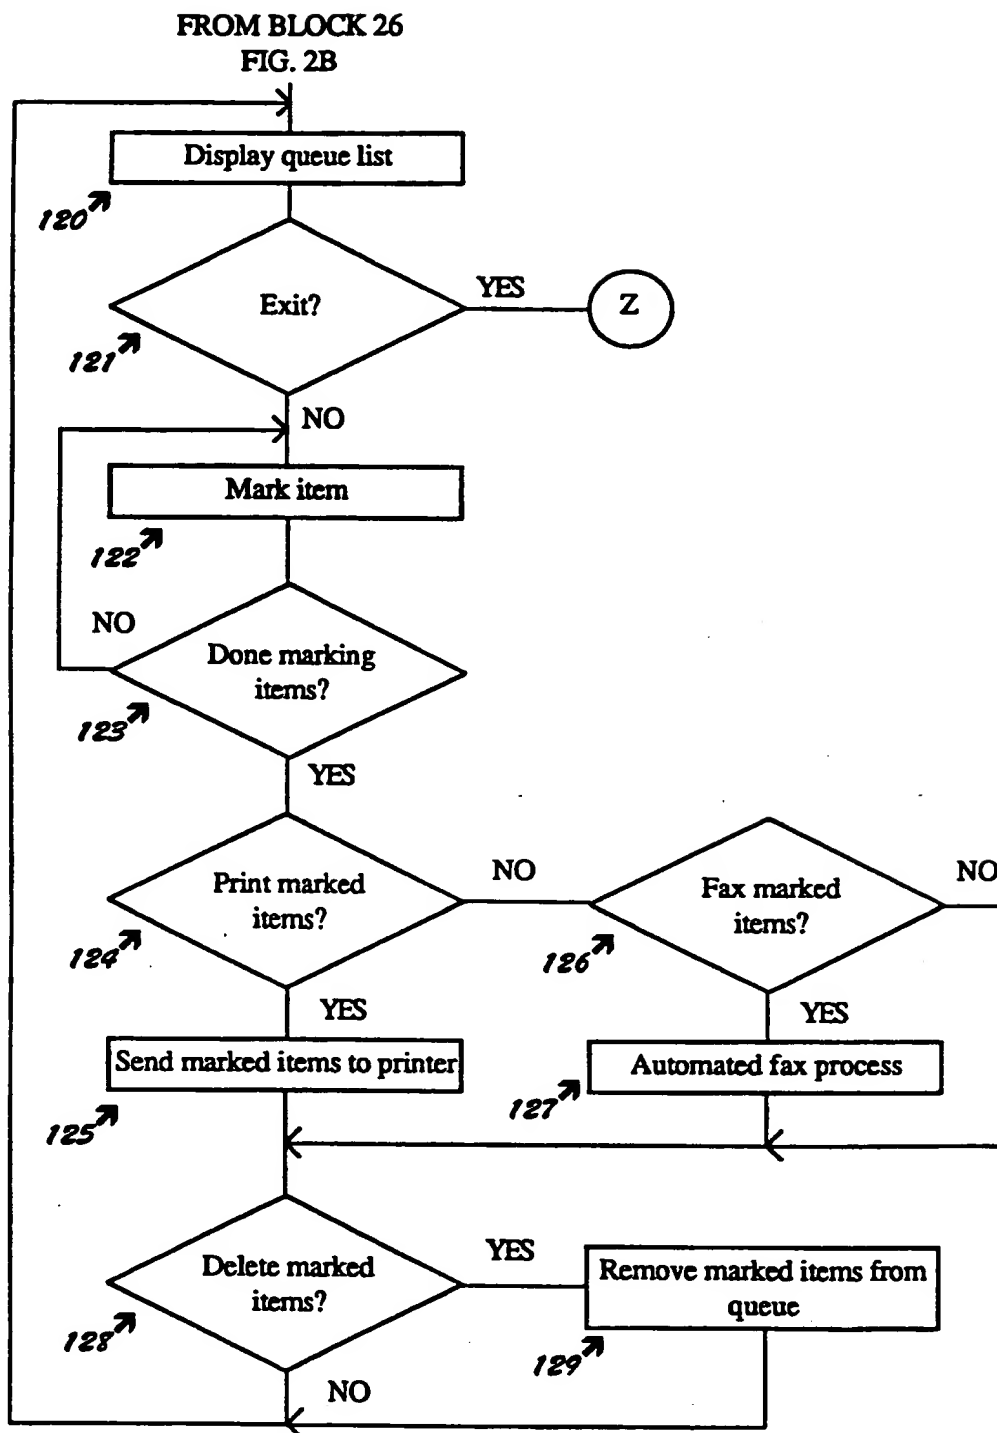 FROM BLOCK 26
FIG. 2B
Display queue list
120
Exit?
YES
Z
121
NO
Mark item
122
NO
Done marking
items?
123
YES
Print marked
items?
NO
Fax marked
items?
NO
124
126
YES
YES
Send marked items to printer
Automated fax process
125
127
Delete marked
items?
YES
Remove marked items from
queue
128
129
NO